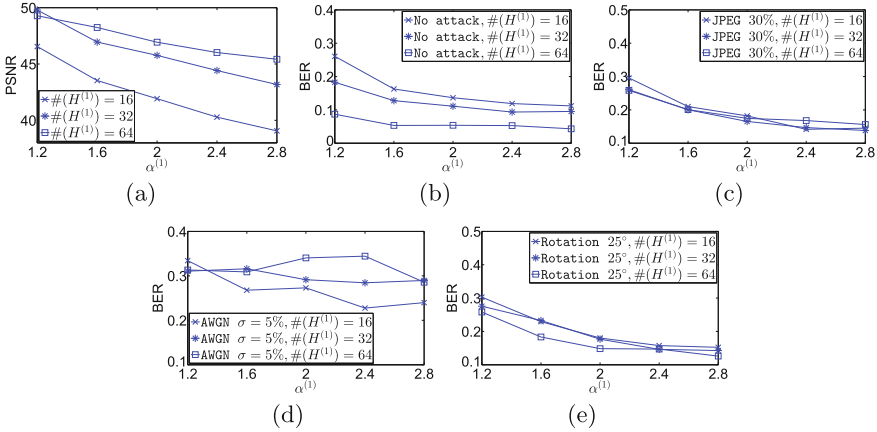 50
45
40
PSNR
#(H^(1)) = 16
#(H^(1)) = 32
#(H^(1)) = 64
1.2 1.6 2 2.4 2.8
α^(1)
(a)
0.4
0.3
0.2
0.1
0
BER
No attack, #(H^(1)) = 16
No attack, #(H^(1)) = 32
No attack, #(H^(1)) = 64
1.2 1.6 2 2.4 2.8
α^(1)
(b)
0.5
0.4
0.3
0.2
0.1
BER
JPEG 30%, #(H^(1)) = 16
JPEG 30%, #(H^(1)) = 32
JPEG 30%, #(H^(1)) = 64
1.2 1.6 2 2.4 2.8
α^(1)
(c)
0.4
0.3
0.2
0.1
BER
AWGN σ = 5%, #(H^(1)) = 16
AWGN σ = 5%, #(H^(1)) = 32
AWGN σ = 5%, #(H^(1)) = 64
1.2 1.6 2 2.4 2.8
α^(1)
(d)
0.5
0.4
0.3
0.2
0.1
BER
Rotation 25°, #(H^(1)) = 16
Rotation 25°, #(H^(1)) = 32
Rotation 25°, #(H^(1)) = 64
1.2 1.6 2 2.4 2.8
α^(1)
(e)